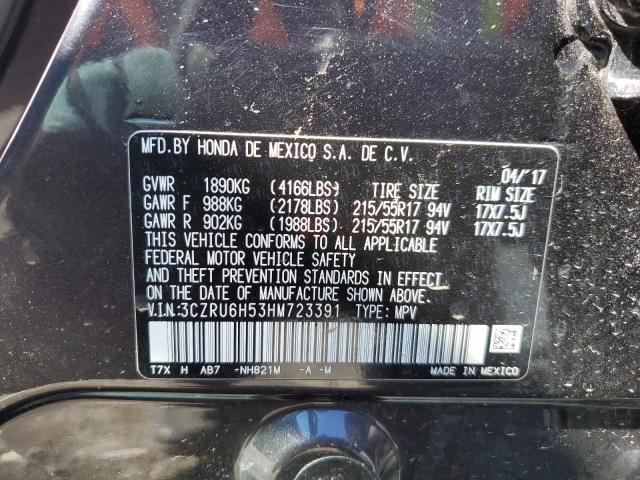 MFD. BY HONDA DE MEXICO S.A. DE C.V. 04/'17
GVWR 1890KG (4166LBS) TIRE SIZE RIM SIZE
GAWR F 988KG (2178LBS) 215/55R17 94V 17X7.5J
GAWR R 902KG (1988LBS) 215/55R17 94V 17X7.5J
THIS VEHICLE CONFORMS TO ALL APPLICABLE
FEDERAL MOTOR VEHICLE SAFETY
AND THEFT PREVENTION STANDARDS IN EFFECT
ON THE DATE OF MANUFACTURE SHOWN ABOVE.
V.I.N.:3CZRU6H53HM723391 TYPE: MPV
T7X H AB7 -NH821M -A -M MADE IN MEXICO